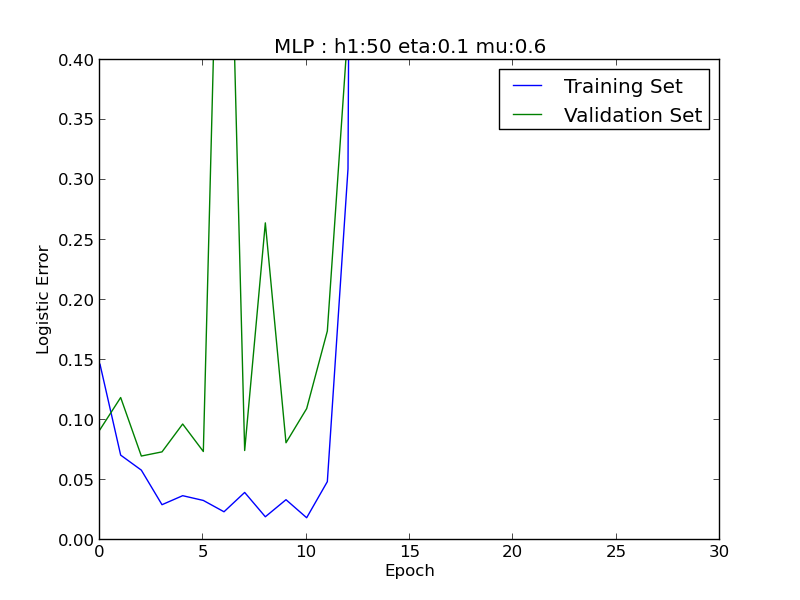 MLP : h1:50 eta:0.1 mu:0.6
Training Set
Validation Set
Logistic Error
0.40
0.35
0.30
0.25
0.20
0.15
0.10
0.05
0.00
0 5 10 15 20 25 30
Epoch